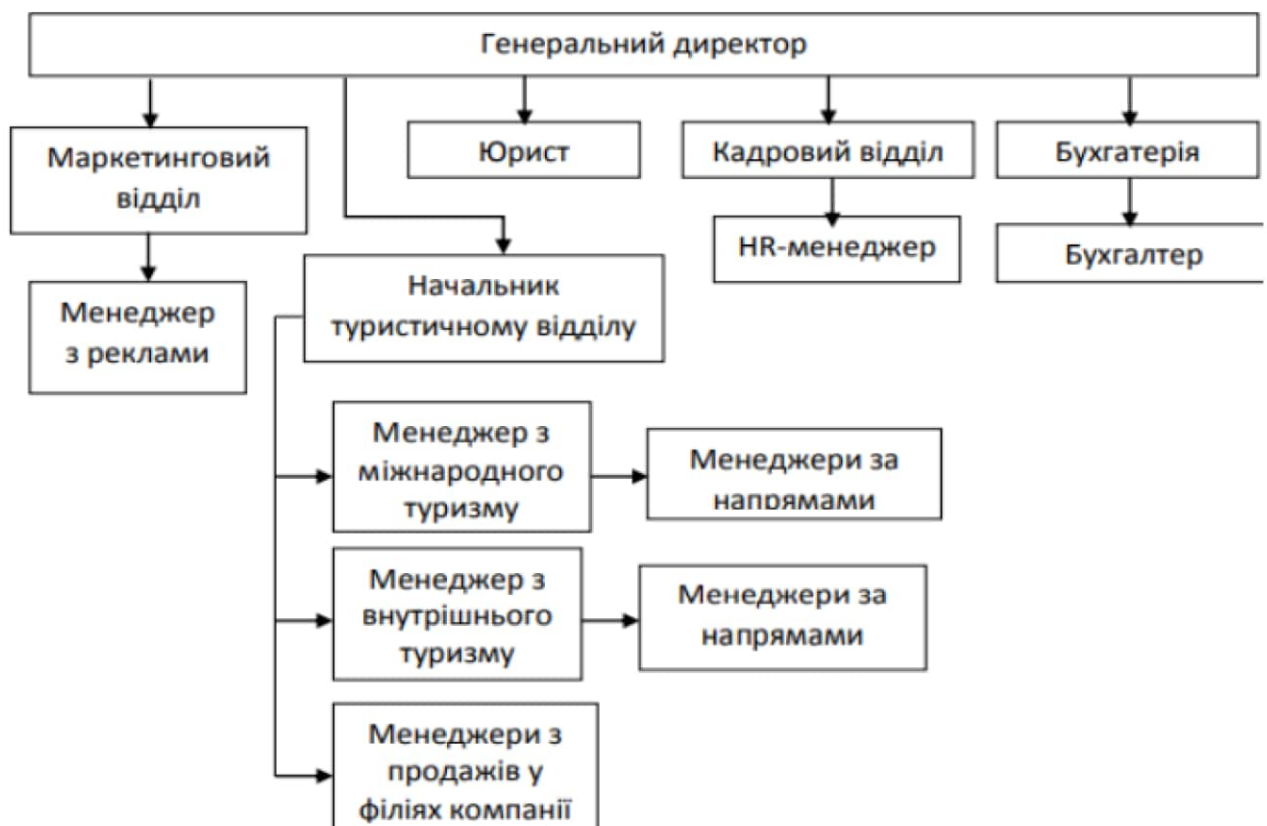 Генеральний директор
Маркетинговий
відділ
Юрист
Кадровий відділ
Бухгатерія
Менеджер
з реклами
Начальник
туристичному відділу
HR-менеджер
Бухгалтер
Менеджер з
міжнародного
туризму
Менеджери за
напрямами
Менеджер з
внутрішнього
туризму
Менеджери за
напрямами
Менеджери з
продажів у
філіях компанії